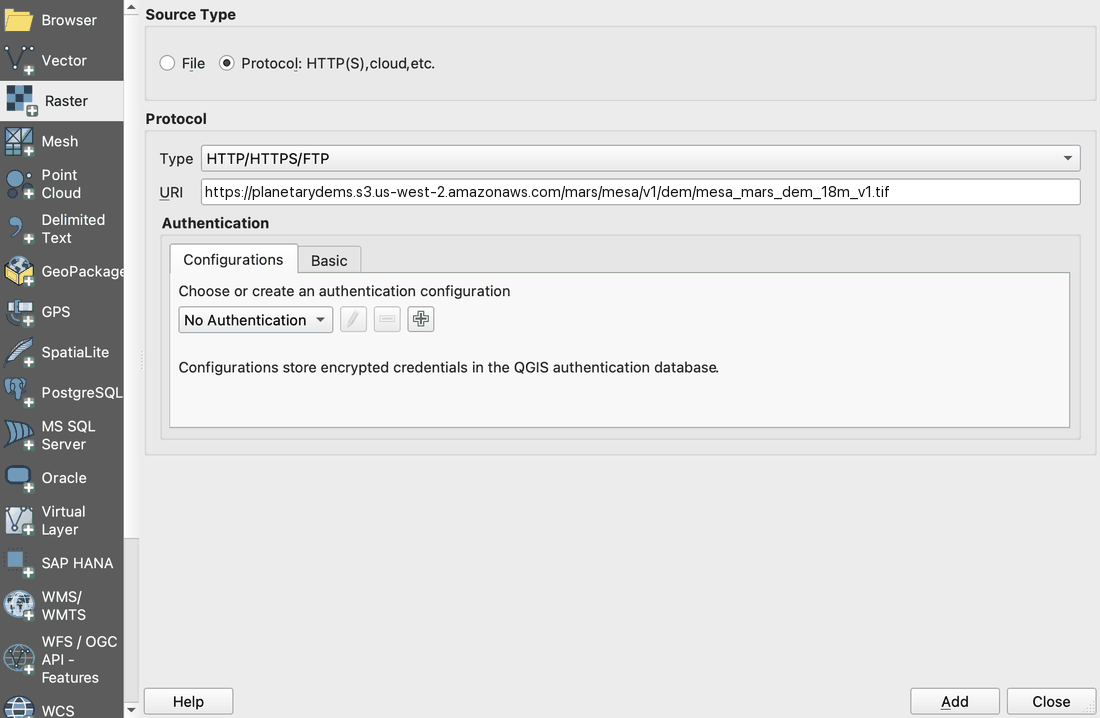 Browser
Vector
Raster
Mesh
Point
Cloud
Delimited
Text
GeoPackage
GPS
SpatiaLite
PostgreSQL
MS SQL
Server
Oracle
Virtual
Layer
SAP HANA
WMS/
WMTS
WFS / OGC
API -
Features
WCS
Source Type
File
Protocol: HTTP(S),cloud,etc.
Protocol
Type HTTP/HTTPS/FTP
URI https://planetarydems.s3.us-west-2.amazonaws.com/mars/mesa/v1/dem/mesa_mars_dem_18m_v1.tif
Authentication
Configurations Basic
Choose or create an authentication configuration
No Authentication
Configurations store encrypted credentials in the QGIS authentication database.
Help Add Close